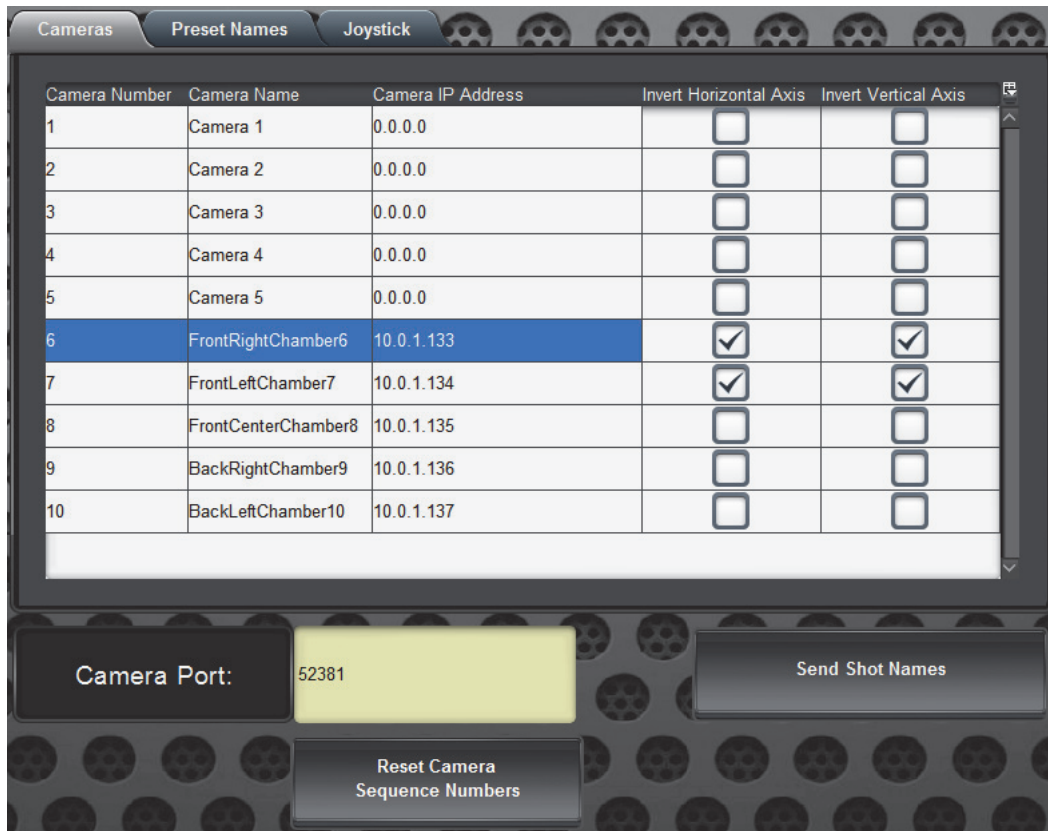 Cameras Preset Names Joystick
Camera Number Camera Name Camera IP Address Invert Horizontal Axis Invert Vertical Axis
1 Camera 1 0.0.0.0
2 Camera 2 0.0.0.0
3 Camera 3 0.0.0.0
4 Camera 4 0.0.0.0
5 Camera 5 0.0.0.0
6 FrontRightChamber6 10.0.1.133
7 FrontLeftChamber7 10.0.1.134
8 FrontCenterChamber8 10.0.1.135
9 BackRightChamber9 10.0.1.136
10 BackLeftChamber10 10.0.1.137
Camera Port: 52381 Send Shot Names
Reset Camera
Sequence Numbers